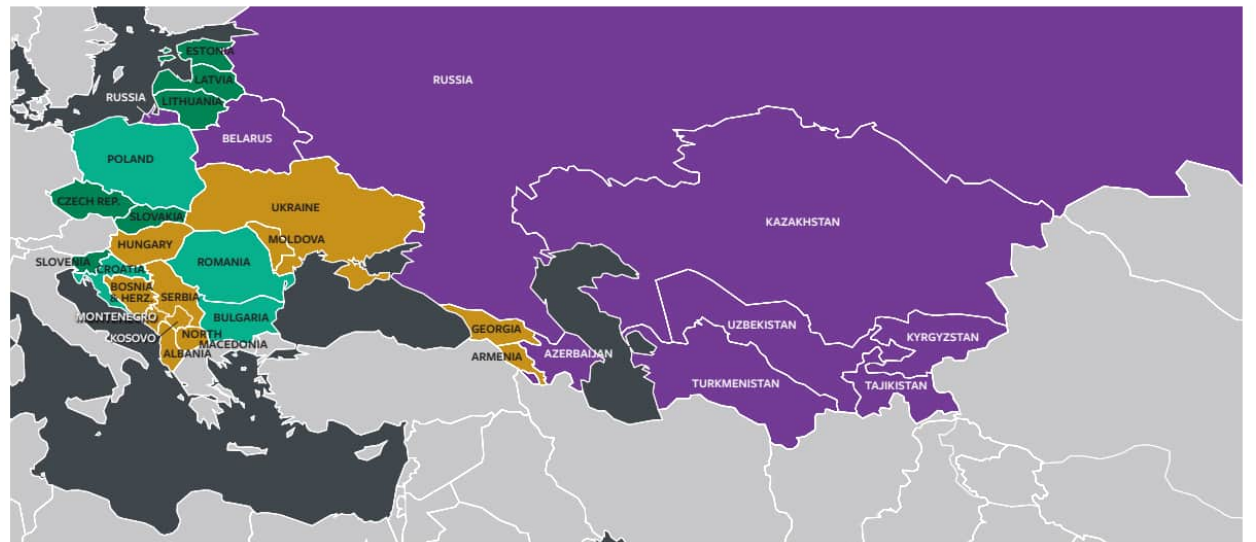 ESTONIA
RUSSIA
LATVIA
RUSSIA
LITHUANIA
BELARUS
POLAND
CZECH REP.
UKRAINE
SLOVAKIA
KAZAKHSTAN
HUNGARY
MOLDOVA
SLOVENIA
ROMANIA
CROATIA
BOSNIA
& HERZ.
SERBIA
MONTENEGRO
BULGARIA
UZBEKISTAN
GEORGIA
KOSOVO
NORTH
MACEDONIA
KYRGYZSTAN
ALBANIA
ARMENIA
AZERBAIJAN
TURKMENISTAN
TAJIKISTAN